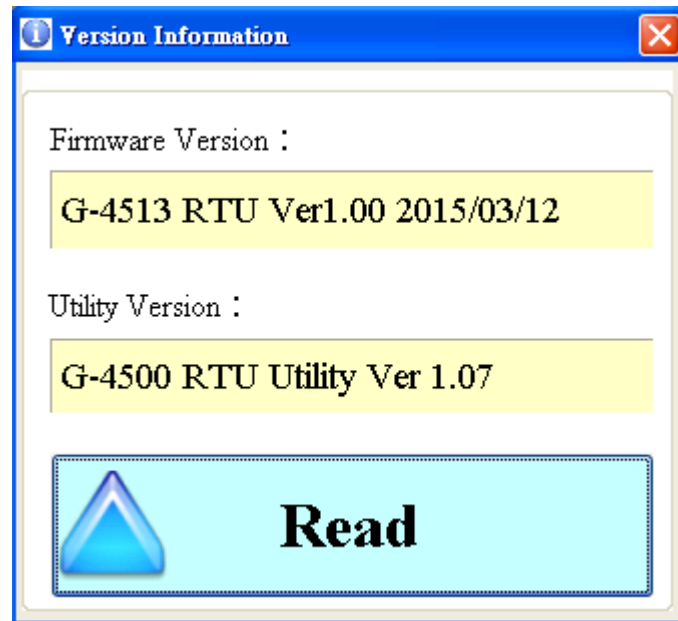 Version Information
Firmware Version：
G-4513 RTU Ver1.00 2015/03/12
Utility Version：
G-4500 RTU Utility Ver 1.07
Read